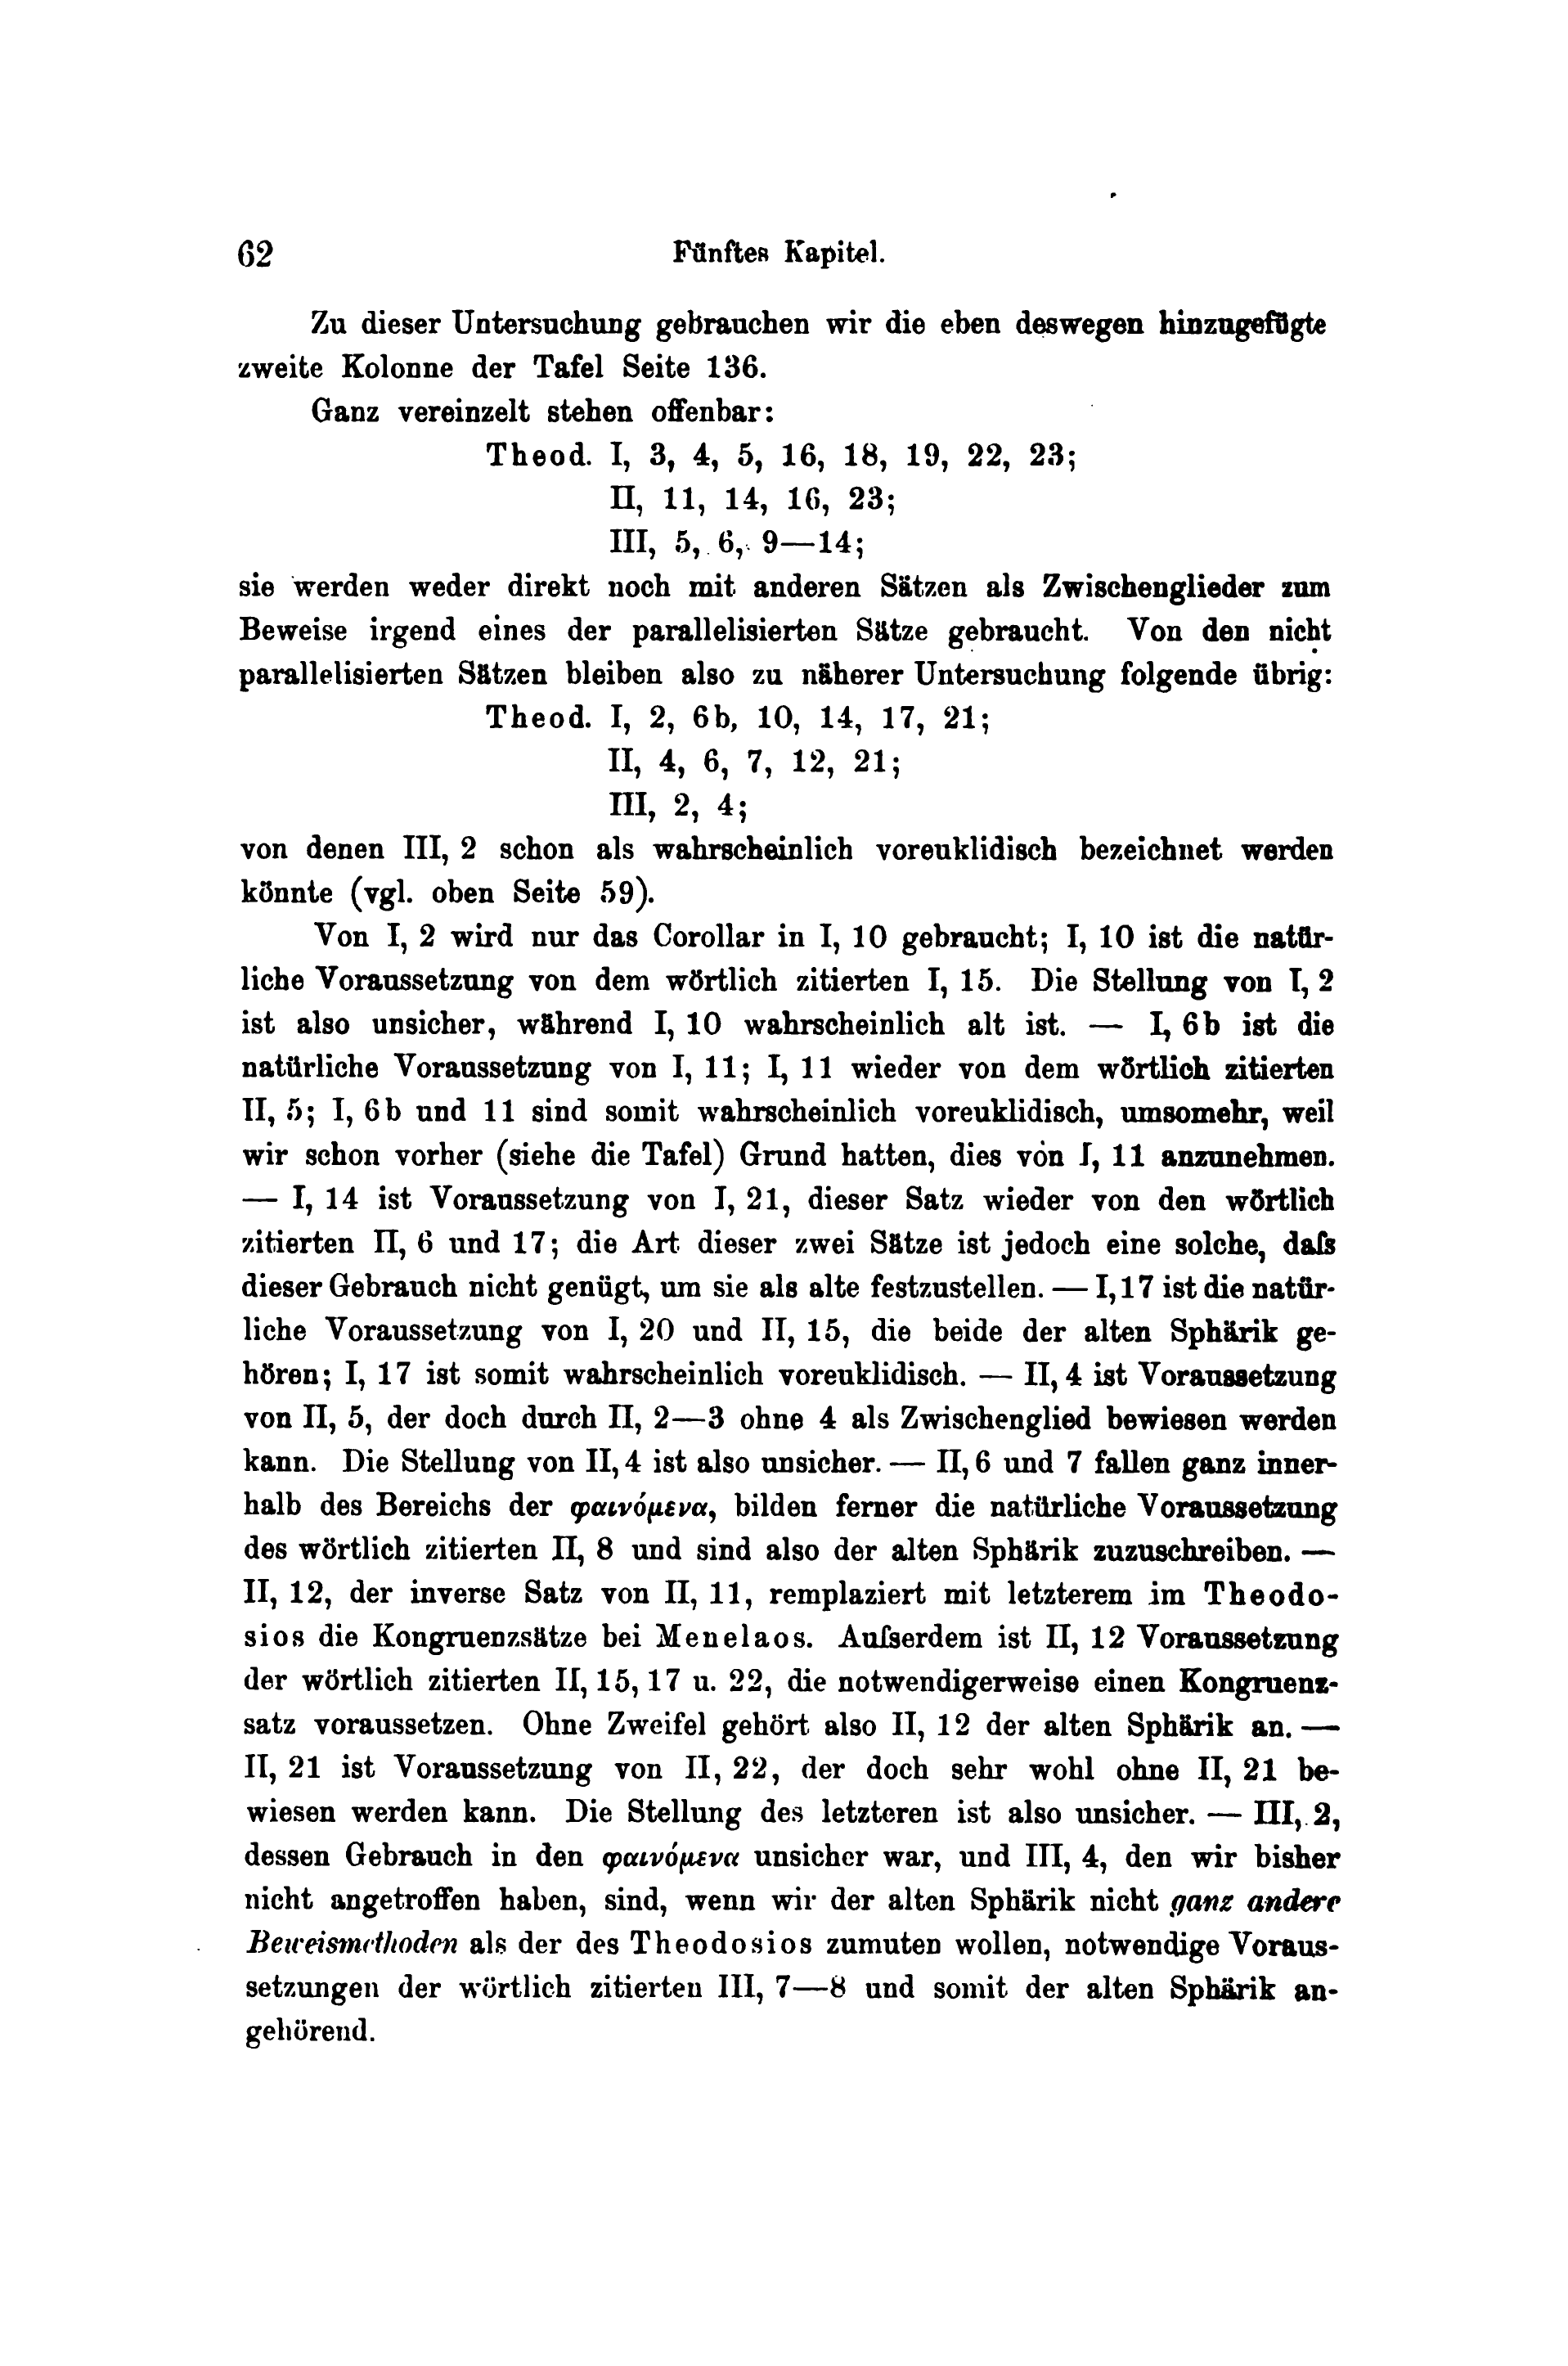 62 Fünftes Kapitel.
Zu dieser Untersuchung gebrauchen wir die eben deswegen hinzugefügte
zweite Kolonne der Tafel Seite 136.
Ganz vereinzelt stehen offenbar:
Theod. I, 3, 4, 5, 16, 18, 19, 22, 23;
II, 11, 14, 16, 23;
III, 5, 6, 9—14;
sie werden weder direkt noch mit anderen Sätzen als Zwischenglieder zum
Beweise irgend eines der parallelisierten Sätze gebraucht. Von den nicht
parallelisierten Sätzen bleiben also zu näherer Untersuchung folgende übrig:
Theod. I, 2, 6b, 10, 14, 17, 21;
II, 4, 6, 7, 12, 21;
III, 2, 4;
von denen III, 2 schon als wahrscheinlich voreuklidisch bezeichnet werden
könnte (vgl. oben Seite 59).
Von I, 2 wird nur das Corollar in I, 10 gebraucht; I, 10 ist die natür-
liche Voraussetzung von dem wörtlich zitierten I, 15. Die Stellung von I, 2
ist also unsicher, während I, 10 wahrscheinlich alt ist. — I, 6b ist die
natürliche Voraussetzung von I, 11; I, 11 wieder von dem wörtlich zitierten
II, 5; I, 6b und 11 sind somit wahrscheinlich voreuklidisch, umsomehr, weil
wir schon vorher (siehe die Tafel) Grund hatten, dies von I, 11 anzunehmen.
— I, 14 ist Voraussetzung von I, 21, dieser Satz wieder von den wörtlich
zitierten II, 6 und 17; die Art dieser zwei Sätze ist jedoch eine solche, daſs
dieser Gebrauch nicht genügt, um sie als alte festzustellen. — I, 17 ist die natür-
liche Voraussetzung von I, 20 und II, 15, die beide der alten Sphärik ge-
hören; I, 17 ist somit wahrscheinlich voreuklidisch. — II, 4 ist Voraussetzung
von II, 5, der doch durch II, 2—3 ohne 4 als Zwischenglied bewiesen werden
kann. Die Stellung von II, 4 ist also unsicher. — II, 6 und 7 fallen ganz inner-
halb des Bereichs der φαινόμενα, bilden ferner die natürliche Voraussetzung
des wörtlich zitierten II, 8 und sind also der alten Sphärik zuzuschreiben. —
II, 12, der inverse Satz von II, 11, remplaziert mit letzterem im Theodo-
sios die Kongruenzsätze bei Menelaos. Auſserdem ist II, 12 Voraussetzung
der wörtlich zitierten II, 15, 17 u. 22, die notwendigerweise einen Kongruenz-
satz voraussetzen. Ohne Zweifel gehört also II, 12 der alten Sphärik an. —
II, 21 ist Voraussetzung von II, 22, der doch sehr wohl ohne II, 21 be-
wiesen werden kann. Die Stellung des letzteren ist also unsicher. — III, 2,
dessen Gebrauch in den φαινόμενα unsicher war, und III, 4, den wir bisher
nicht angetroffen haben, sind, wenn wir der alten Sphärik nicht ganz andere
Beweismethoden als der des Theodosios zumuten wollen, notwendige Voraus-
setzungen der wörtlich zitierten III, 7—8 und somit der alten Sphärik an-
gehörend.